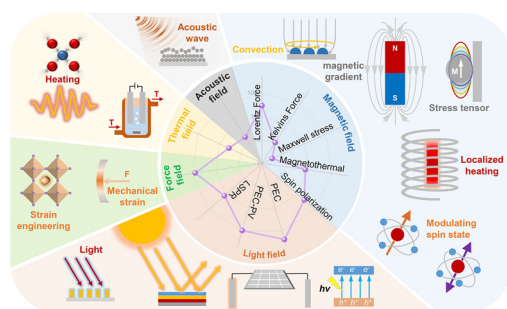 Acoustic
wave
Convection
N
S
magnetic
gradient
M
Stress tensor
Heating
T
T
Acoustic
field
Thermal
field
Force
field
Lorentz Force
Kelvins Force
Maxwell stress
Magnetothermal
Spin polarization
Magnetic field
PEC
PEC-PV
LSPR
Light field
Localized
heating
F
Mechanical
strain
Strain
engineering
Modulating
spin state
Light
hv
e⁻ e⁻ e⁻
h⁺ h⁺ h⁺